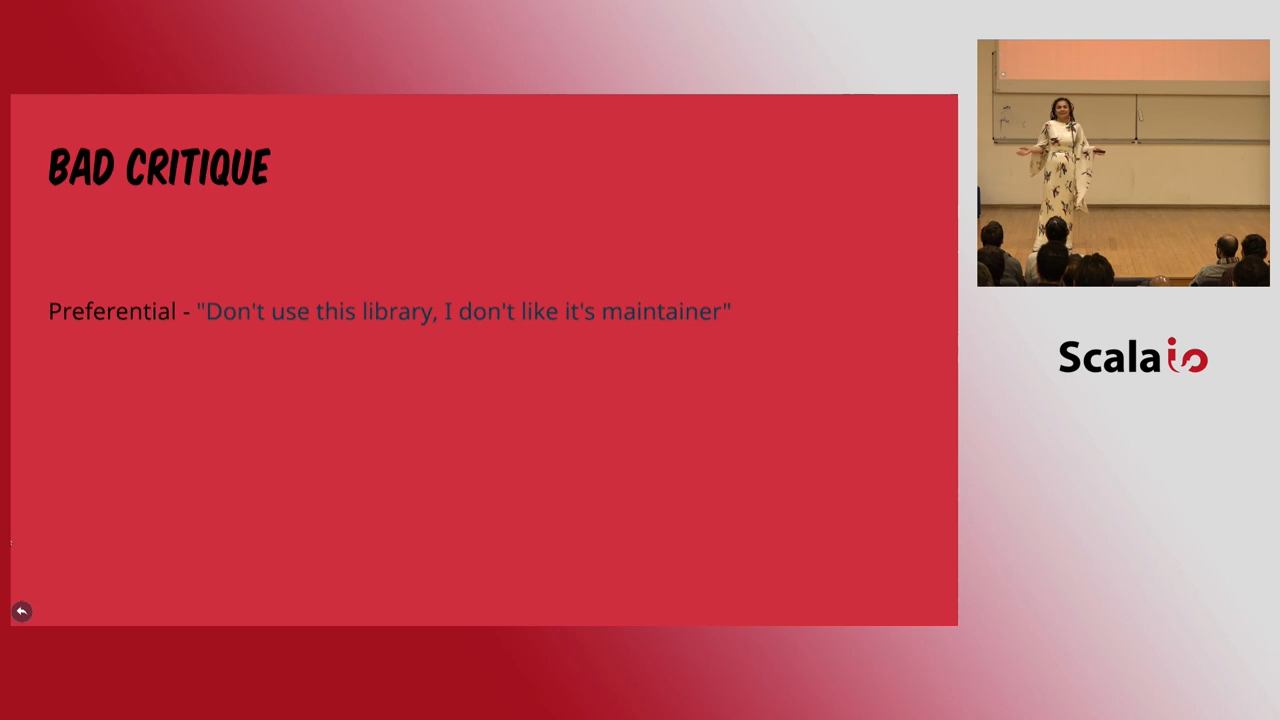 BAD CRITIQUE
Preferential - "Don't use this library, I don't like it's maintainer"
Scala io